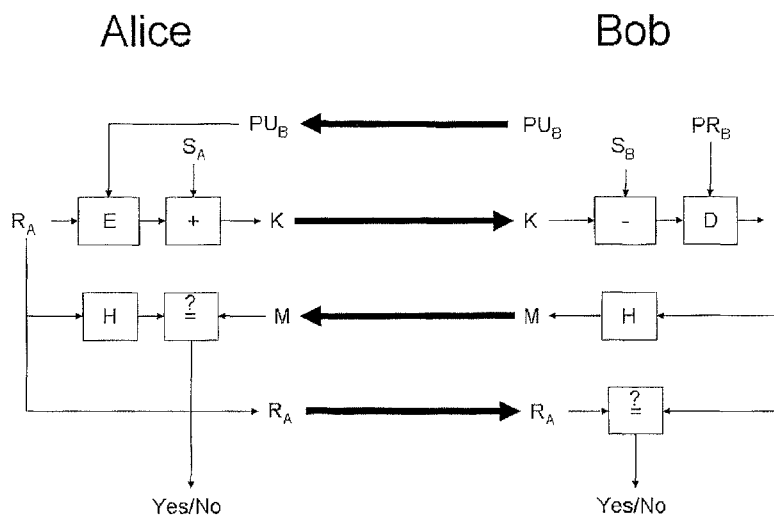 Alice Bob
PU_B PU_B PR_B
S_A S_B
R_A E + K K - D
H ?= M M H
R_A R_A ?=
Yes/No Yes/No